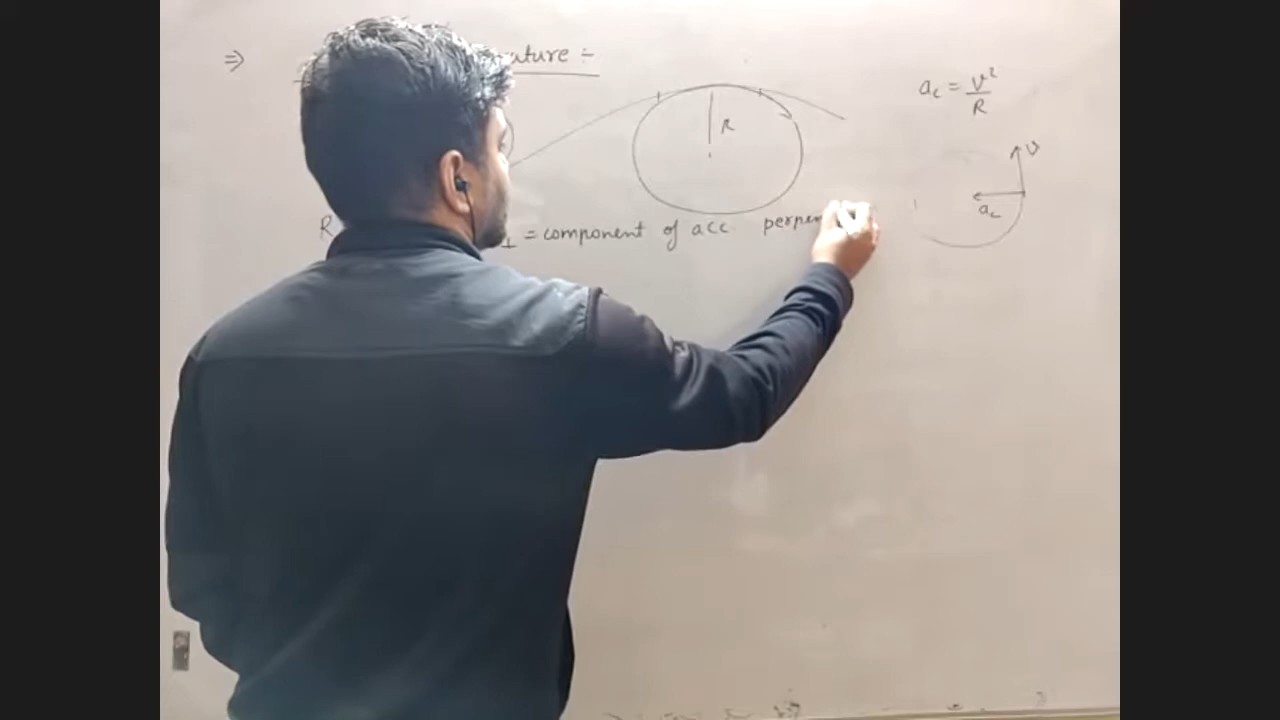 ⇒ ature :-
a_c = v²/R
R
v
a_c
R ⊥ = component of acc. perpen